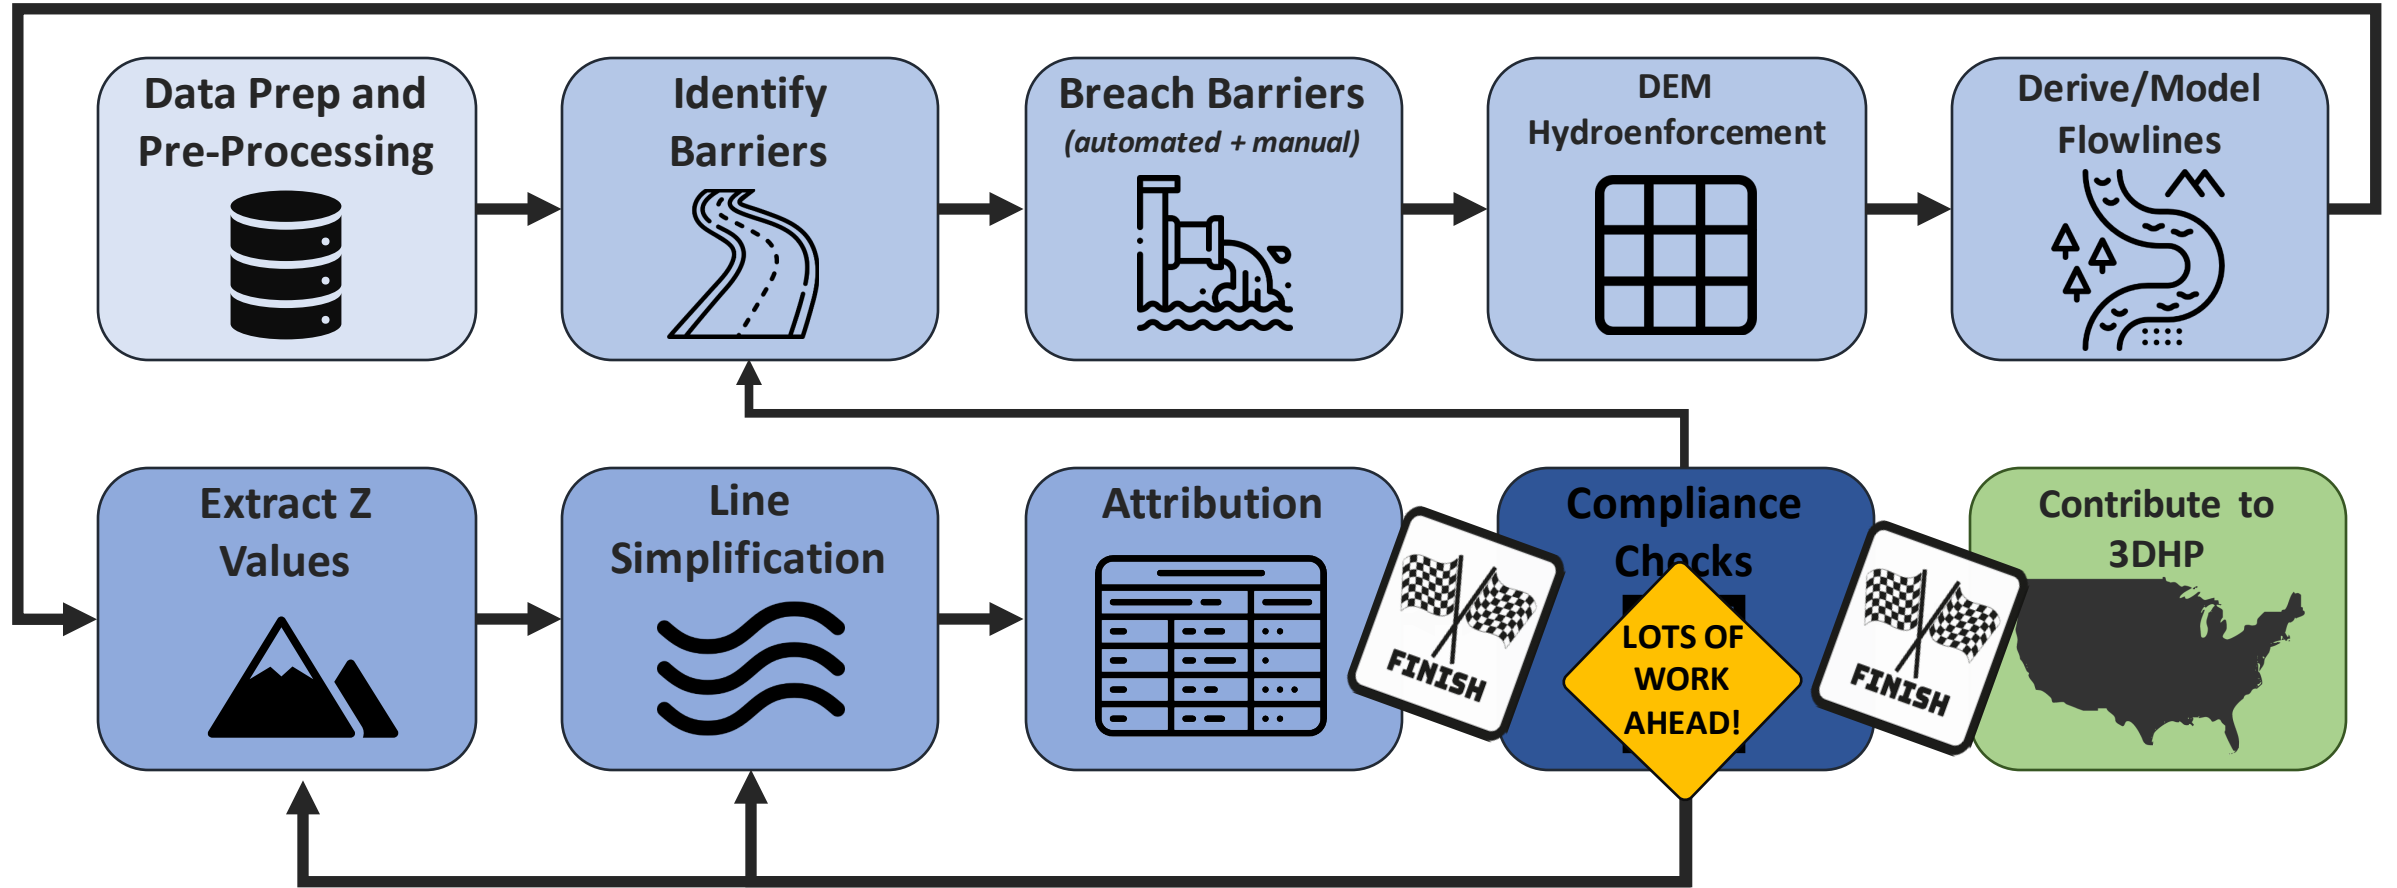 Data Prep and
Pre-Processing
Identify
Barriers
Breach Barriers
(automated + manual)
DEM
Hydroenforcement
Derive/Model
Flowlines
Extract Z
Values
Line
Simplification
Attribution
FINISH
Compliance
Checks
LOTS OF
WORK
AHEAD!
FINISH
Contribute to
3DHP